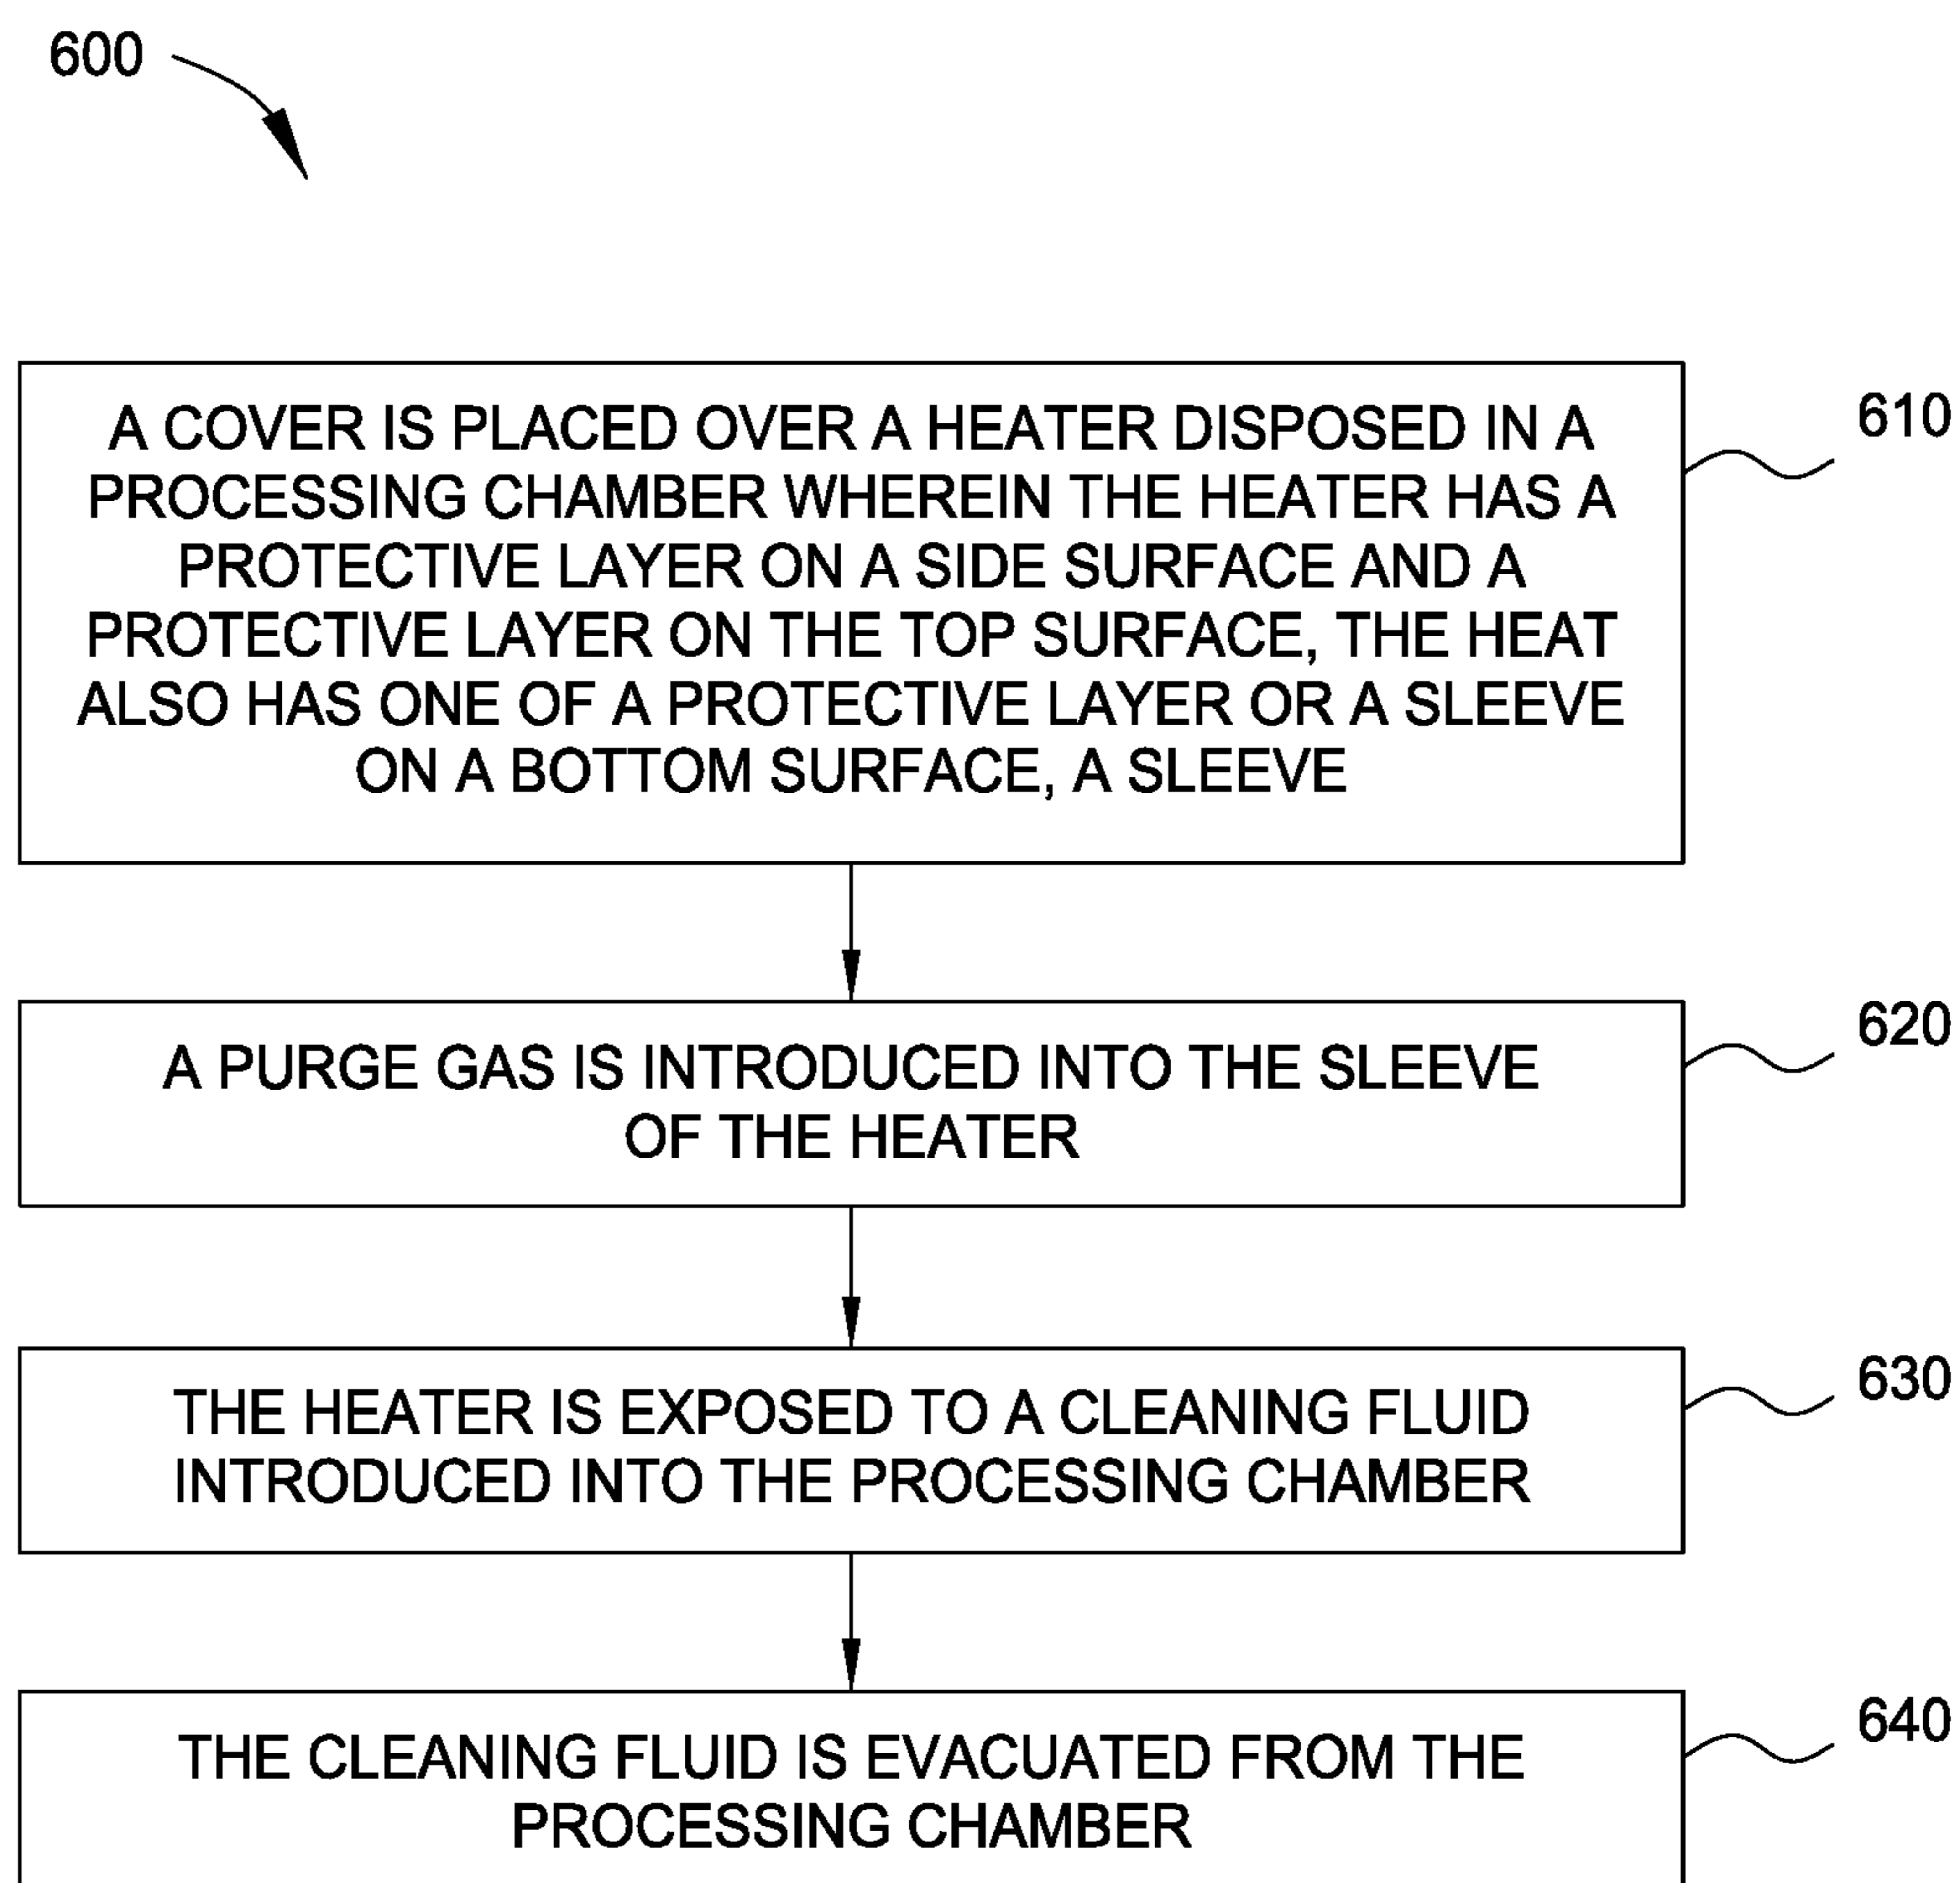 600
A COVER IS PLACED OVER A HEATER DISPOSED IN A
PROCESSING CHAMBER WHEREIN THE HEATER HAS A
PROTECTIVE LAYER ON A SIDE SURFACE AND A
PROTECTIVE LAYER ON THE TOP SURFACE, THE HEAT
ALSO HAS ONE OF A PROTECTIVE LAYER OR A SLEEVE
ON A BOTTOM SURFACE, A SLEEVE
610
A PURGE GAS IS INTRODUCED INTO THE SLEEVE
OF THE HEATER
620
THE HEATER IS EXPOSED TO A CLEANING FLUID
INTRODUCED INTO THE PROCESSING CHAMBER
630
THE CLEANING FLUID IS EVACUATED FROM THE
PROCESSING CHAMBER
640